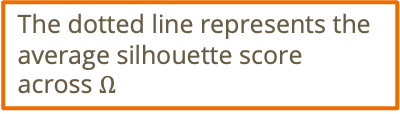 The dotted line represents the
average silhouette score
across Ω